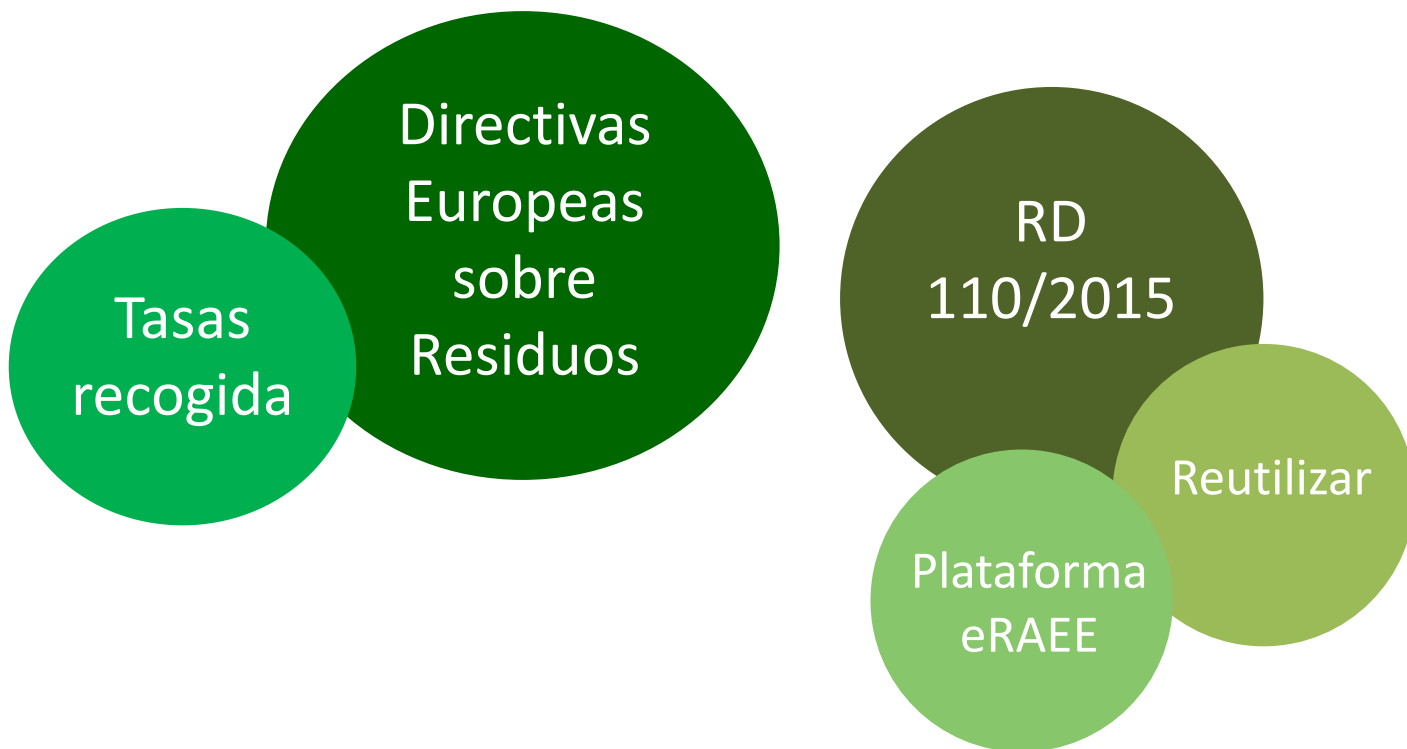 Directivas
Europeas
sobre
Residuos
Tasas
recogida
RD
110/2015
Reutilizar
Plataforma
eRAEE